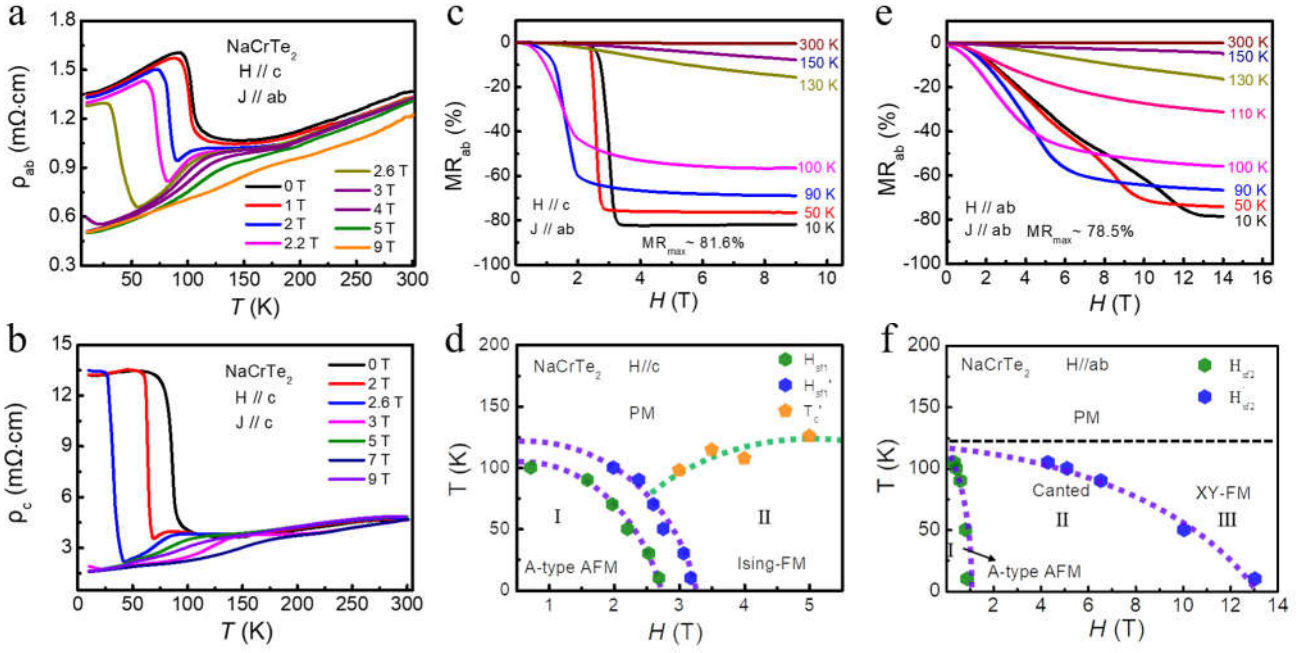 a
1.8
1.5
1.2
0.9
0.6
0.3
ρab (mΩ·cm)
NaCrTe2
H // c
J // ab
0 T
1 T
2 T
2.2 T
2.6 T
3 T
4 T
5 T
9 T
50 100 150 200 250 300
T (K)
c
0
-20
-40
-60
-80
-100
MRab (%)
300 K
150 K
130 K
100 K
90 K
50 K
10 K
H // c
J // ab
MRmax~ 81.6%
0 2 4 6 8 10
H (T)
e
0
-20
-40
-60
-80
-100
MRab (%)
300 K
150 K
130 K
110 K
100 K
90 K
50 K
10 K
H // ab
J // ab MRmax~ 78.5%
0 2 4 6 8 10 12 14 16
H (T)
b
15
12
9
6
3
ρc (mΩ·cm)
NaCrTe2
H // c
J // c
0 T
2 T
2.6 T
3 T
5 T
7 T
9 T
0 50 100 150 200 250 300
T (K)
d
200
150
100
50
0
T (K)
NaCrTe2 H//c
Hsf1
Hsf1'
Tc'
PM
I
II
A-type AFM
Ising-FM
1 2 3 4 5 6
H (T)
f
200
150
100
50
0
T (K)
NaCrTe2 H//ab
Hsf2
H'sf2
PM
Canted
II
XY-FM
III
I
A-type AFM
2 4 6 8 10 12 14
H (T)